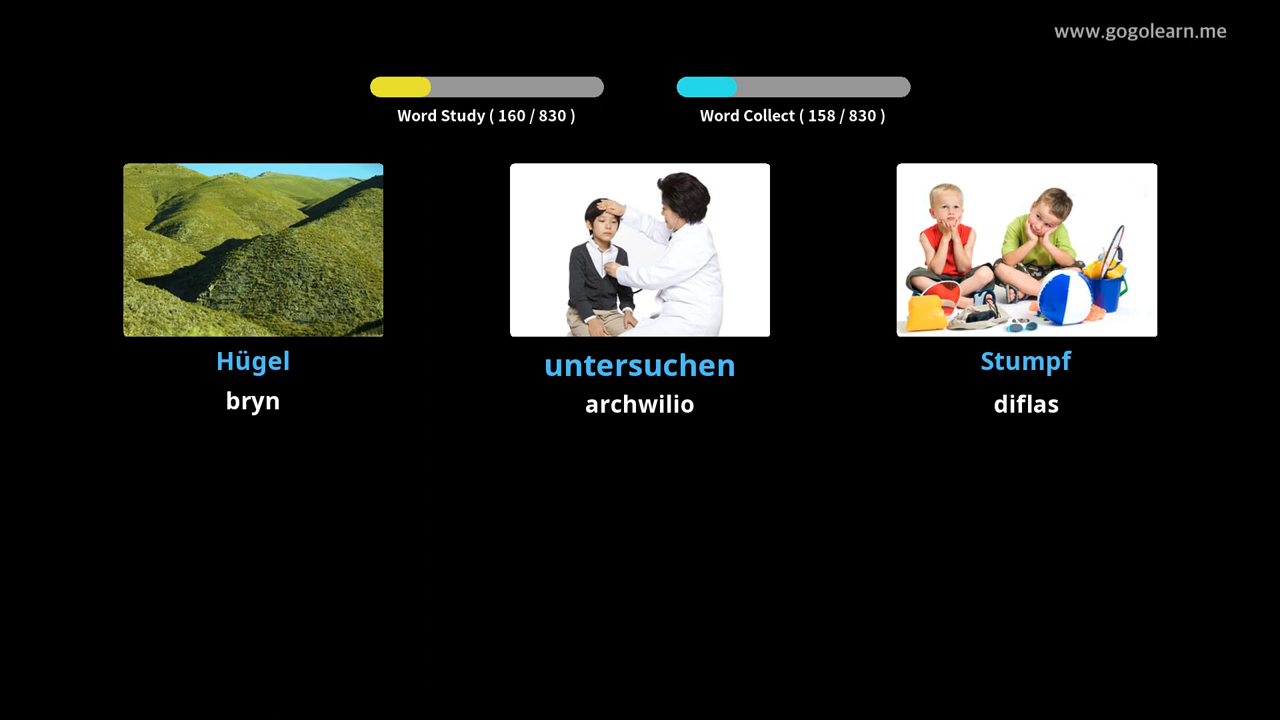 www.gogolearn.me
Word Study ( 160 / 830 )
Word Collect ( 158 / 830 )
Hügel
untersuchen
Stumpf
bryn
archwilio
diflas